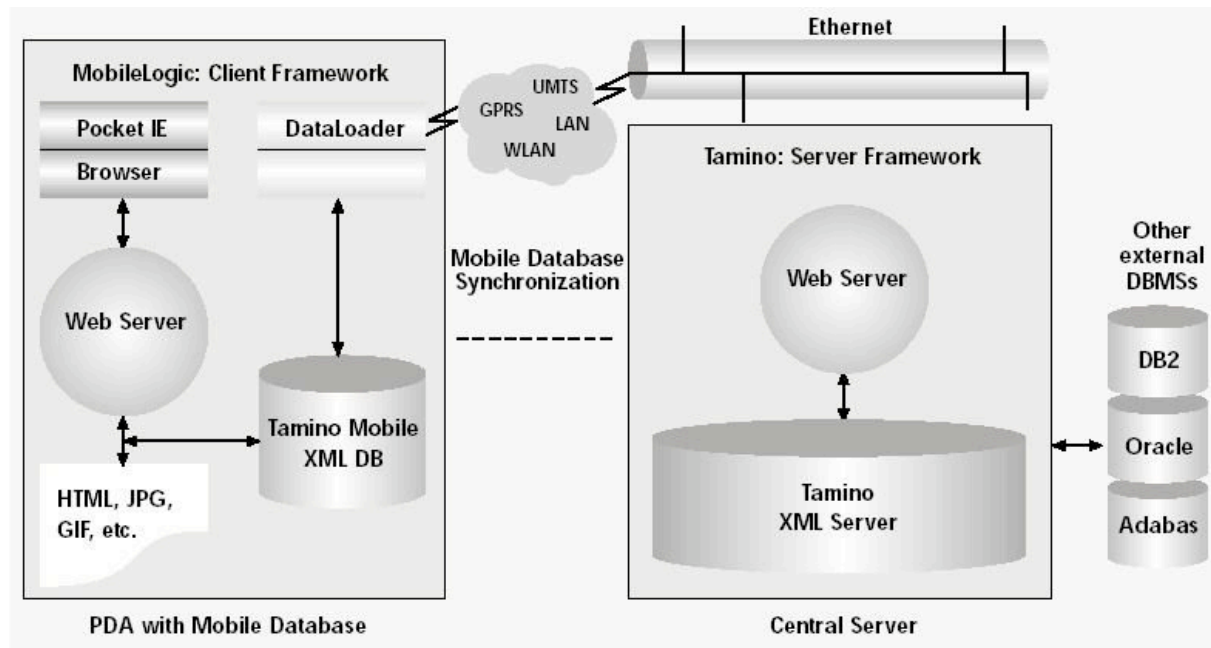 Ethernet
MobileLogic: Client Framework
Pocket IE
Browser
DataLoader
UMTS
GPRS
LAN
WLAN
Tamino: Server Framework
Web Server
Mobile Database
Synchronization
Web Server
Other
external
DBMSs
DB2
Oracle
Adabas
Tamino Mobile
XML DB
HTML, JPG,
GIF, etc.
Tamino
XML Server
PDA with Mobile Database
Central Server